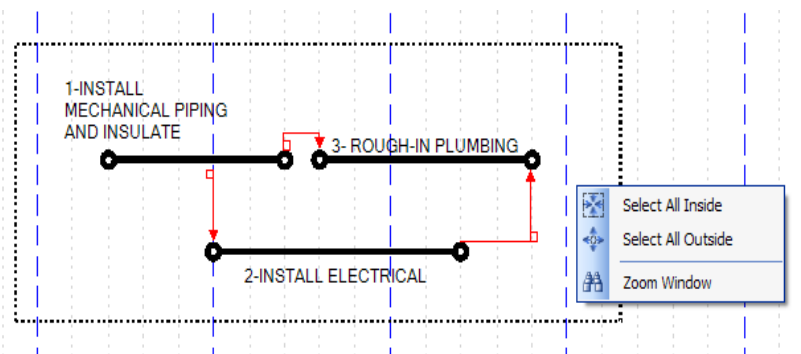 1-INSTALL
MECHANICAL PIPING
AND INSULATE
3- ROUGH-IN PLUMBING
2-INSTALL ELECTRICAL
Select All Inside
Select All Outside
Zoom Window